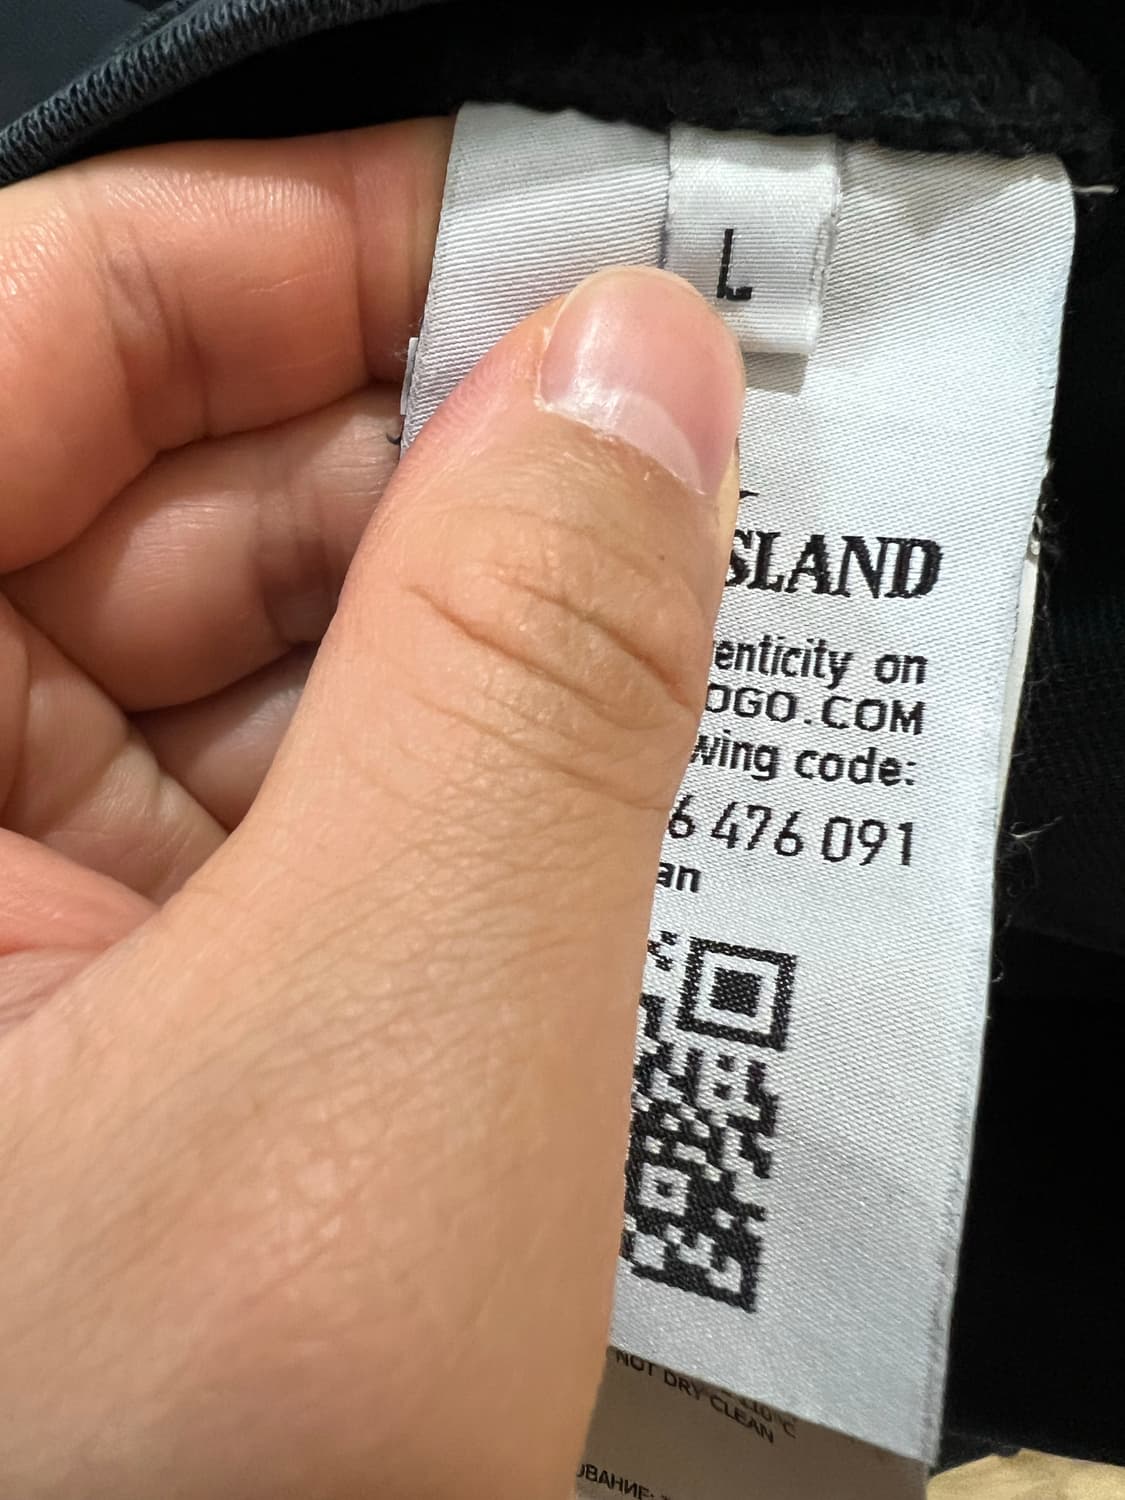 L
SLAND
enticity on
OGO.COM
wing code:
6 476 091
an
NOT DRY CLEAN